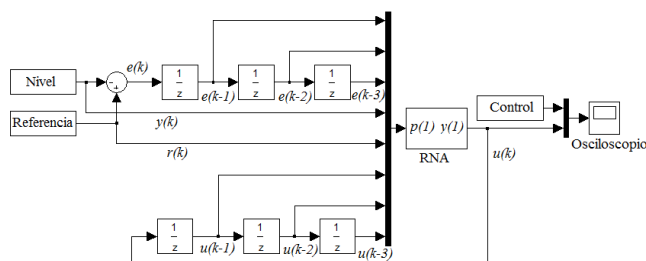 Nivel
Referencia
-
+
e(k)
1
z
e(k-1)
1
z
e(k-2)
1
z
e(k-3)
y(k)
r(k)
p(1) y(1)
RNA
Control
Osciloscopio
u(k)
1
z
u(k-1)
1
z
u(k-2)
1
z
u(k-3)